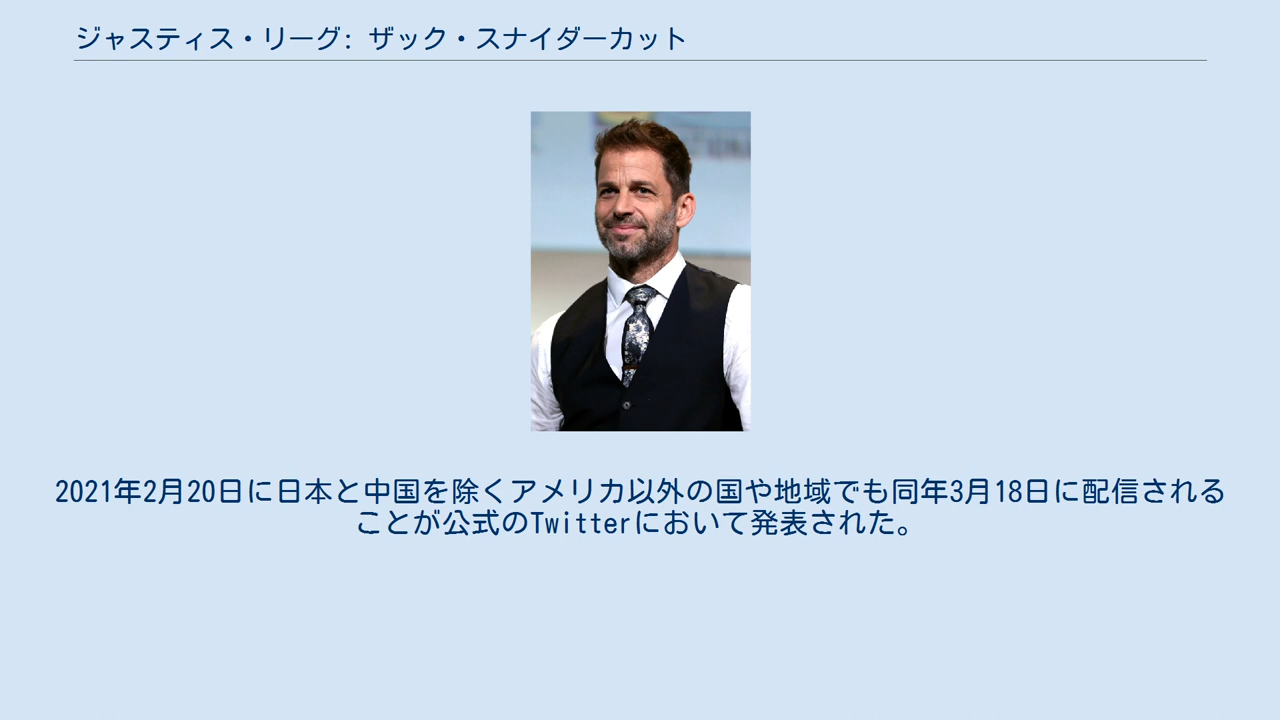 ジャスティス・リーグ: ザック・スナイダーカット
2021年2月20日に日本と中国を除くアメリカ以外の国や地域でも同年3月18日に配信される
ことが公式のTwitterにおいて発表された。